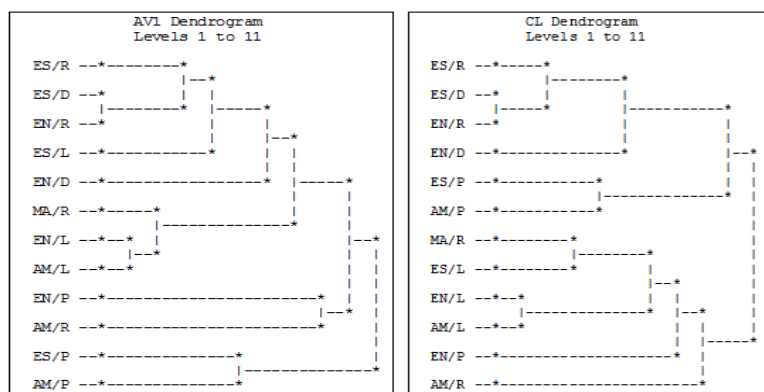 AV1 Dendrogram
Levels 1 to 11
ES/R
ES/D
EN/R
ES/L
EN/D
MA/R
EN/L
AM/L
EN/P
AM/R
ES/P
AM/P
CL Dendrogram
Levels 1 to 11
ES/R
ES/D
EN/R
EN/D
ES/P
AM/P
MA/R
ES/L
EN/L
AM/L
EN/P
AM/R